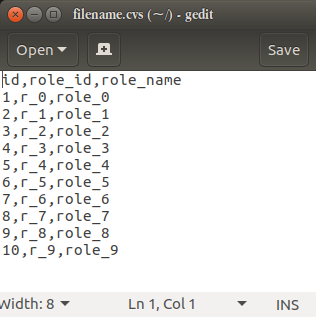 filename.cvs (~/) - gedit
Open
Save
id,role_id,role_name
1,r_0,role_0
2,r_1,role_1
3,r_2,role_2
4,r_3,role_3
5,r_4,role_4
6,r_5,role_5
7,r_6,role_6
8,r_7,role_7
9,r_8,role_8
10,r_9,role_9
Width: 8 Ln 1, Col 1 INS